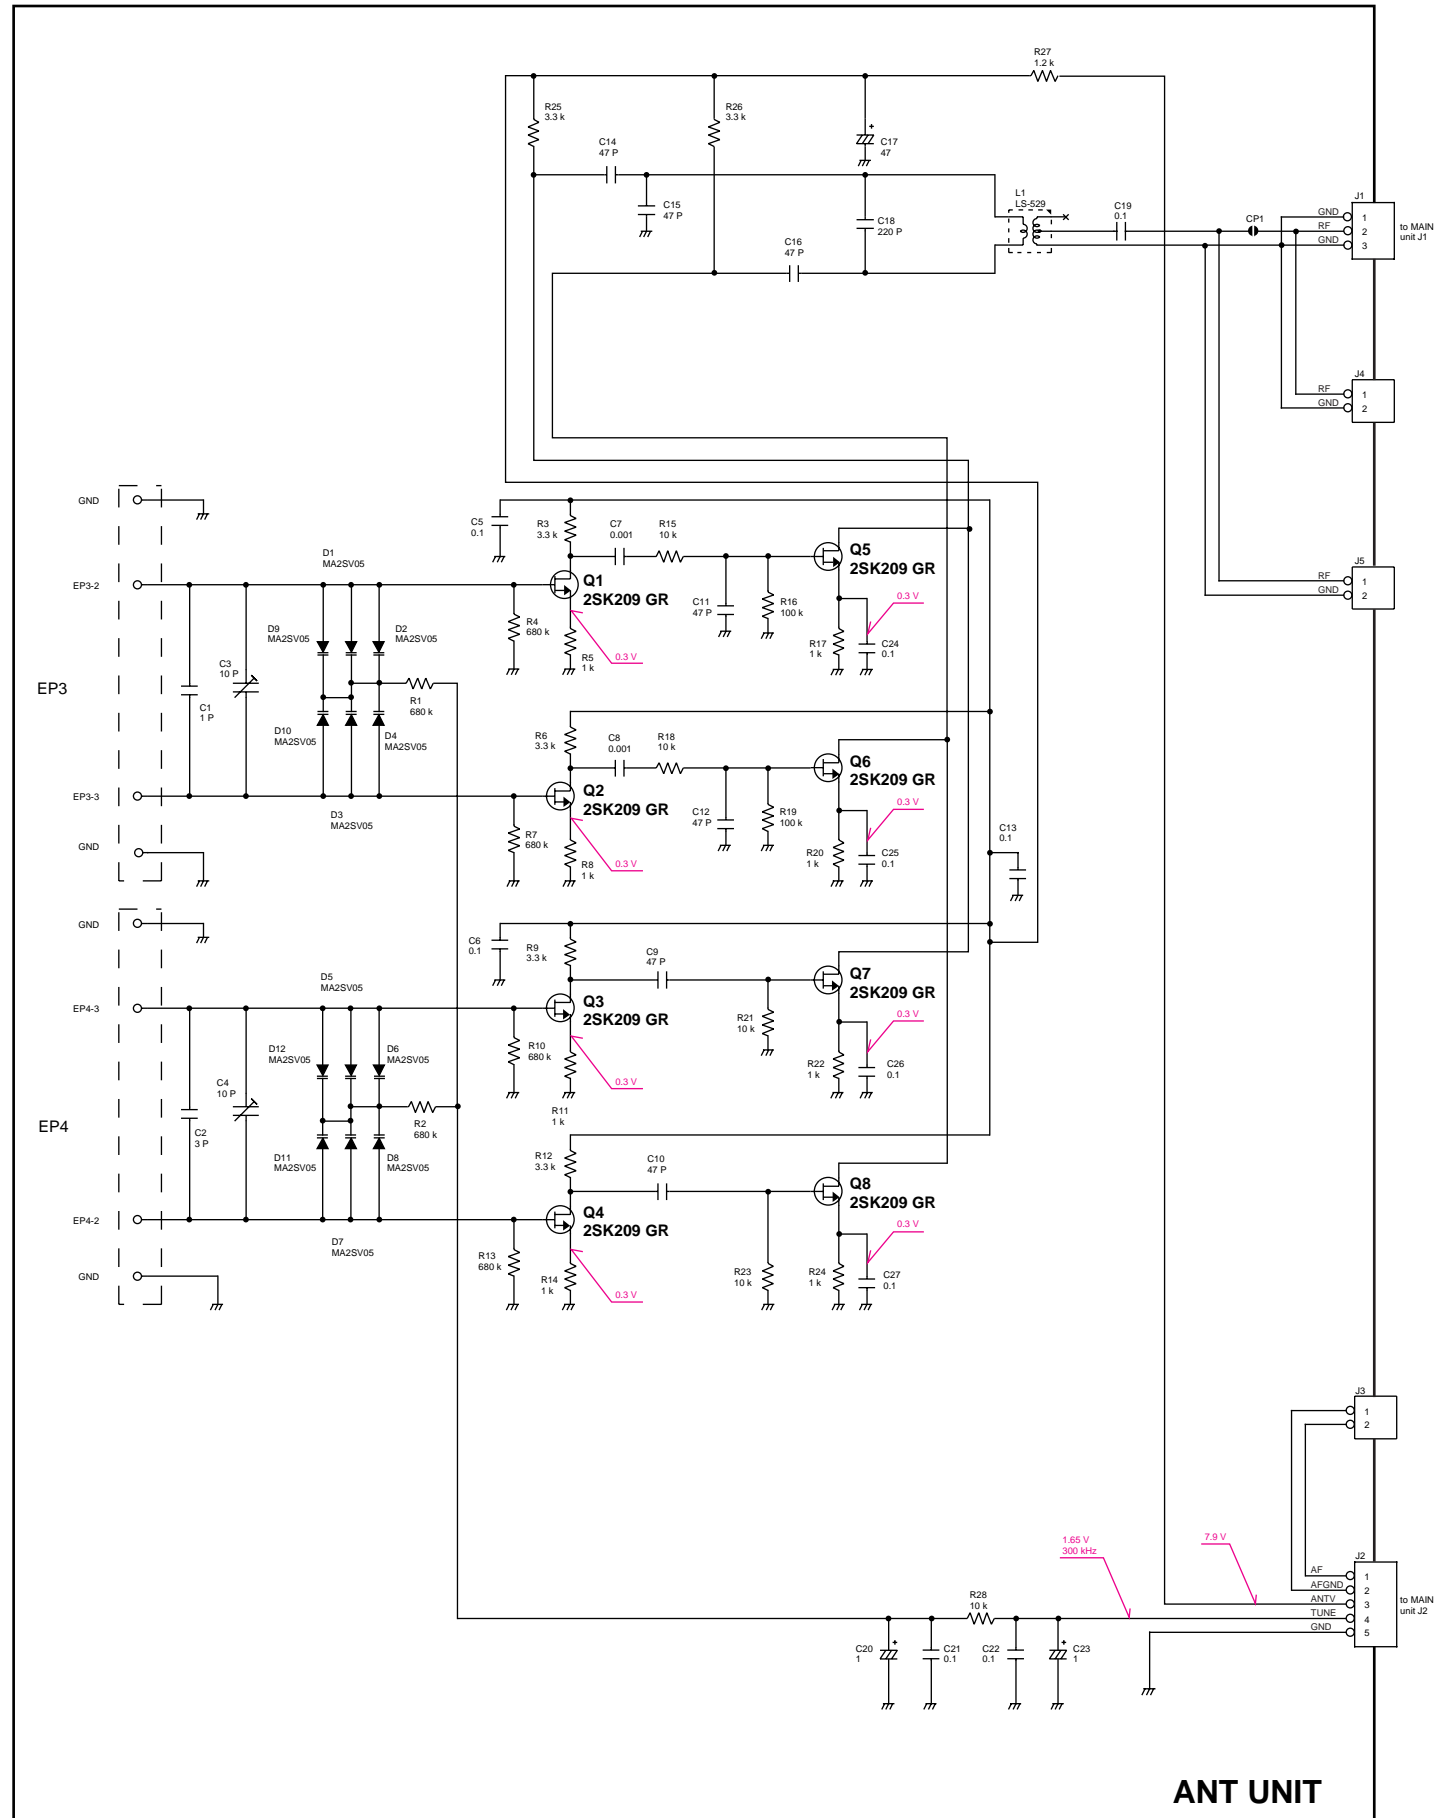 R27
1.2 k
R25
3.3 k
R26
3.3 k
C14
47 P
C17
47
C15
47 P
C18
220 P
C16
47 P
L1
LS-529
C19
0.1
CP1
J1
GND
1
RF
2
GND
3
to MAIN
unit J1
J4
RF
1
GND
2
J5
RF
1
GND
2
GND
EP3-2
EP3
EP3-3
GND
D1
MA2SV05
D9
MA2SV05
D2
MA2SV05
C3
10 P
C1
1 P
R1
680 k
D10
MA2SV05
D4
MA2SV05
D3
MA2SV05
C5
0.1
R3
3.3 k
C7
0.001
R15
10 k
Q1
2SK209 GR
R4
680 k
R5
1 k
0.3 V
C11
47 P
R16
100 k
Q5
2SK209 GR
0.3 V
R17
1 k
C24
0.1
R6
3.3 k
C8
0.001
R18
10 k
Q2
2SK209 GR
R7
680 k
R8
1 k
0.3 V
C12
47 P
R19
100 k
Q6
2SK209 GR
0.3 V
R20
1 k
C25
0.1
C13
0.1
GND
EP4-3
EP4
EP4-2
GND
D5
MA2SV05
D12
MA2SV05
D6
MA2SV05
C4
10 P
C2
3 P
R2
680 k
D11
MA2SV05
D8
MA2SV05
D7
MA2SV05
C6
0.1
R9
3.3 k
C9
47 P
Q3
2SK209 GR
R10
680 k
0.3 V
R11
1 k
R21
10 k
Q7
2SK209 GR
0.3 V
R22
1 k
C26
0.1
R12
3.3 k
C10
47 P
Q4
2SK209 GR
R13
680 k
R14
1 k
0.3 V
R23
10 k
Q8
2SK209 GR
0.3 V
R24
1 k
C27
0.1
J3
1
2
1.65 V
300 kHz
7.9 V
J2
AF
1
AFGND
2
ANTV
3
TUNE
4
GND
5
to MAIN
unit J2
R28
10 k
C20
1
C21
0.1
C22
0.1
C23
1
+
+
+
ANT UNIT